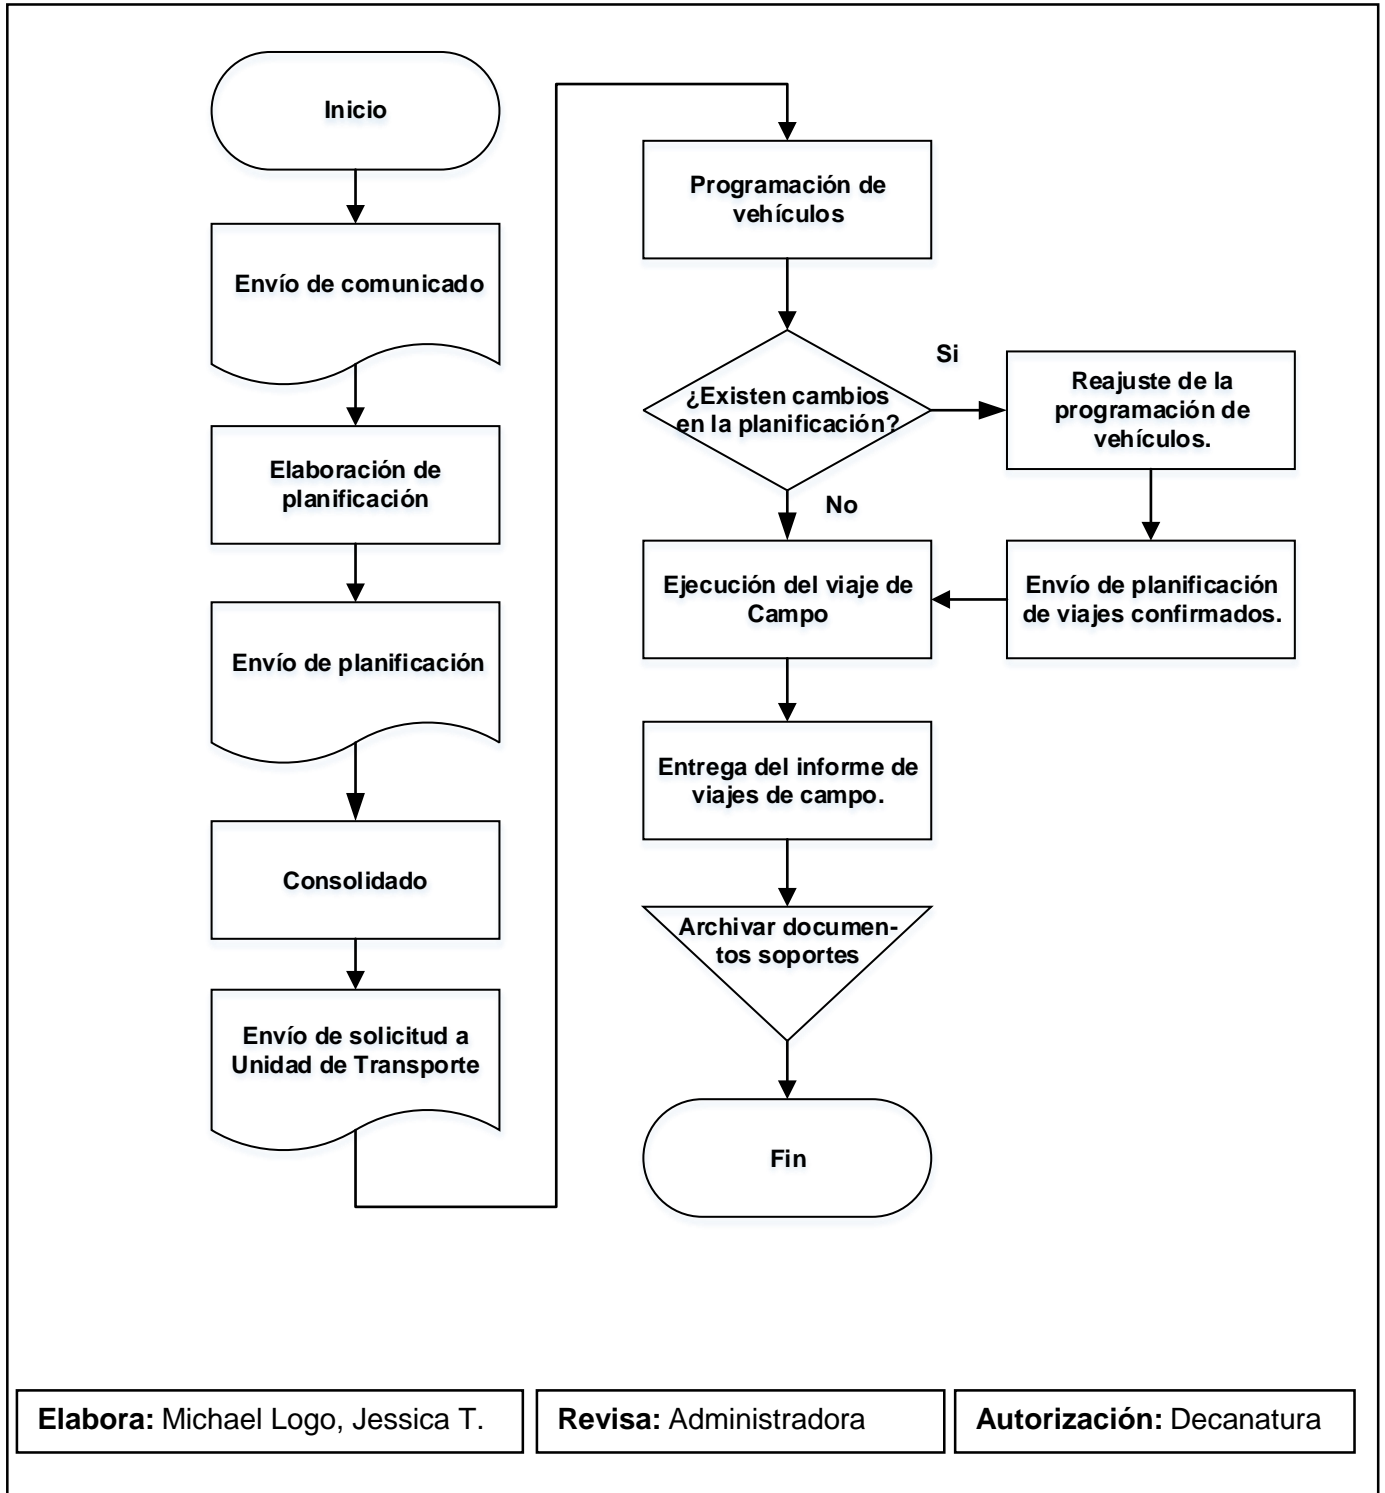 Inicio
Envío de comunicado
Elaboración de
planificación
Envío de planificación
Consolidado
Envío de solicitud a
Unidad de Transporte
Programación de
vehículos
¿Existen cambios
en la planificación?
Si
Reajuste de la
programación de
vehículos.
No
Envío de planificación
de viajes confirmados.
Ejecución del viaje de
Campo
Entrega del informe de
viajes de campo.
Archivar documen-
tos soportes
Fin
Elabora: Michael Logo, Jessica T.
Revisa: Administradora
Autorización: Decanatura